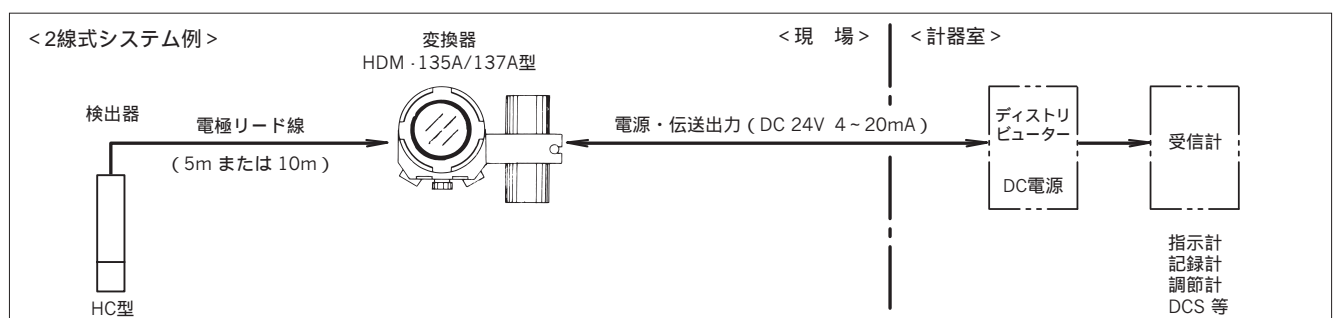 <2線式システム例>
変換器
HDM-135A/137A型
<現　場>
<計器室>
検出器
電極リード線
(5m または 10m)
電源・伝送出力(DC 24V 4~20mA)
ディストリ
ビューター
DC電源
受信計
HC型
指示計
記録計
調節計
DCS 等